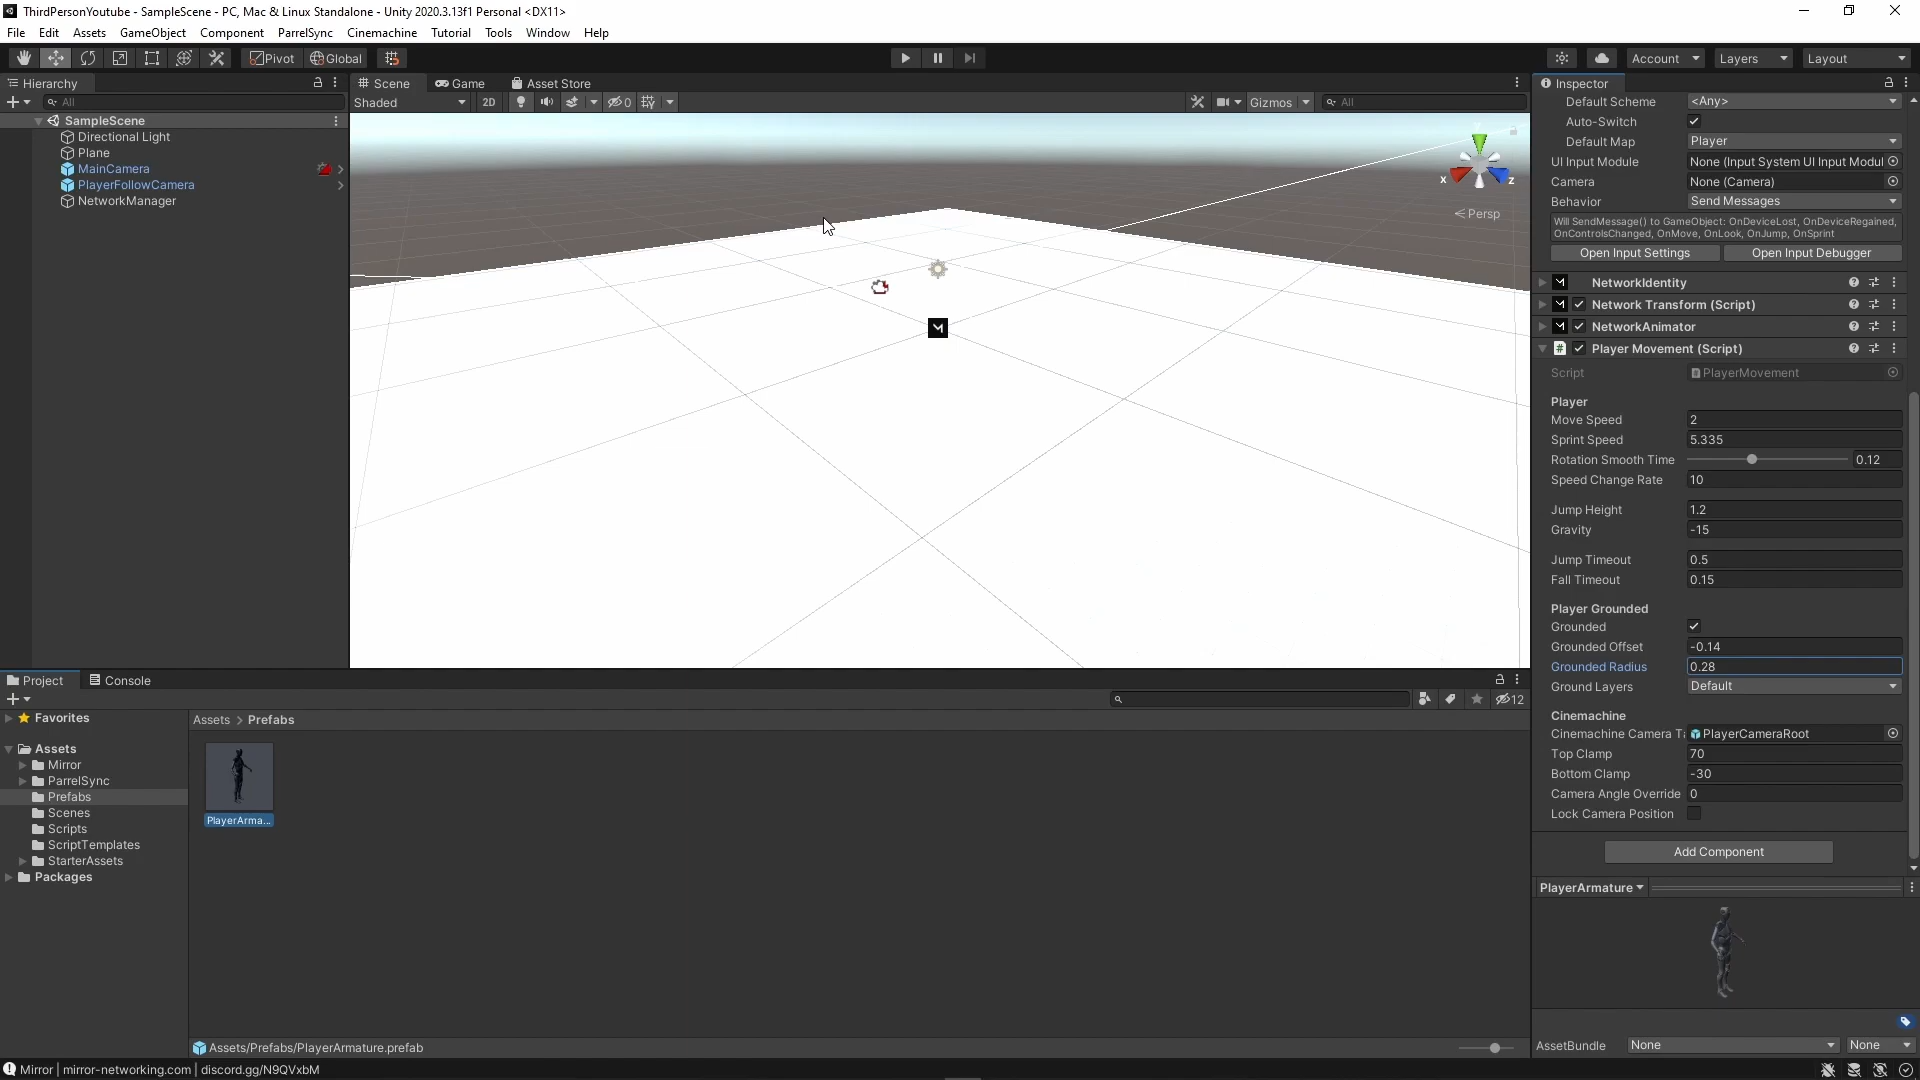 ThirdPersonYoutube - SampleScene - PC, Mac & Linux Standalone - Unity 2020.3.13f1 Personal <DX11>
File Edit Assets GameObject Component ParrelSync Cinemachine Tutorial Tools Window Help
Pivot Global Account Layers Layout
Hierarchy
All
SampleScene
Directional Light
Plane
MainCamera
PlayerFollowCamera
NetworkManager
Scene Game Asset Store
Shaded 2D 0 Gizmos All
x z
Persp
Inspector
Default Scheme <Any>
Auto-Switch
Default Map Player
UI Input Module None (Input System UI Input Modul
Camera None (Camera)
Behavior Send Messages
Will SendMessage() to GameObject: OnDeviceLost, OnDeviceRegained,
OnControlsChanged, OnMove, OnLook, OnJump, OnSprint
Open Input Settings Open Input Debugger
NetworkIdentity
Network Transform (Script)
NetworkAnimator
# Player Movement (Script)
Script PlayerMovement
Player
Move Speed 2
Sprint Speed 5.335
Rotation Smooth Time 0.12
Speed Change Rate 10
Jump Height 1.2
Gravity -15
Jump Timeout 0.5
Fall Timeout 0.15
Player Grounded
Grounded
Grounded Offset -0.14
Grounded Radius 0.28
Ground Layers Default
Cinemachine
Cinemachine Camera Ta PlayerCameraRoot
Top Clamp 70
Bottom Clamp -30
Camera Angle Override 0
Lock Camera Position
Add Component
PlayerArmature
AssetBundle None None
Project Console
12
Favorites
Assets
Mirror
ParrelSync
Prefabs
Scenes
Scripts
ScriptTemplates
StarterAssets
Packages
Assets > Prefabs
PlayerArma...
Assets/Prefabs/PlayerArmature.prefab
Mirror | mirror-networking.com | discord.gg/N9QVxbM